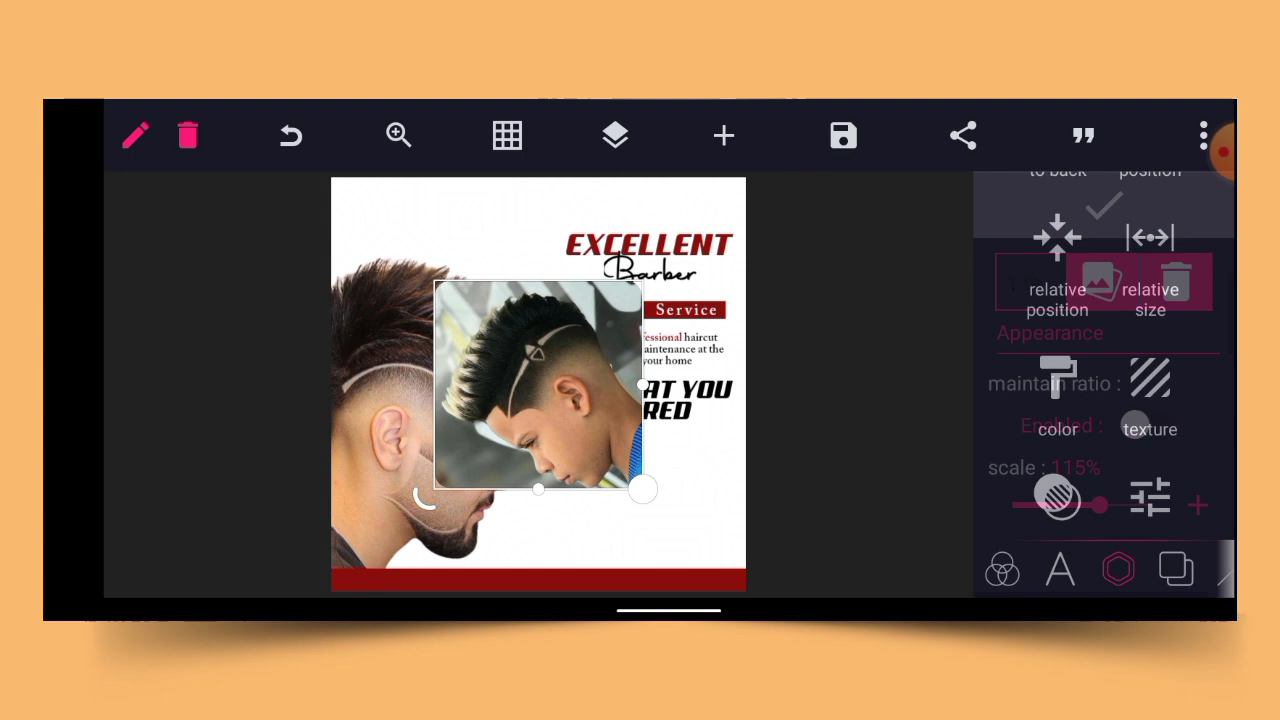 EXCELLENT
Barber
Service
fessional haircut
aintenance at the
your home
AT YOU
RED
to back
position
relative
position
relative
size
Appearance
maintain ratio :
Enabled :
color
texture
scale : 115%